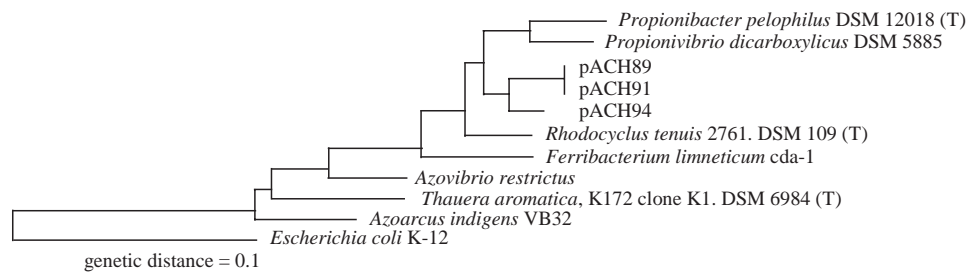 Propionibacter pelophilus DSM 12018 (T)
Propionivibrio dicarboxylicus DSM 5885
pACH89
pACH91
pACH94
Rhodocyclus tenuis 2761. DSM 109 (T)
Ferribacterium limneticum cda-1
Azovibrio restrictus
Thauera aromatica, K172 clone K1. DSM 6984 (T)
Azoarcus indigens VB32
Escherichia coli K-12
genetic distance = 0.1